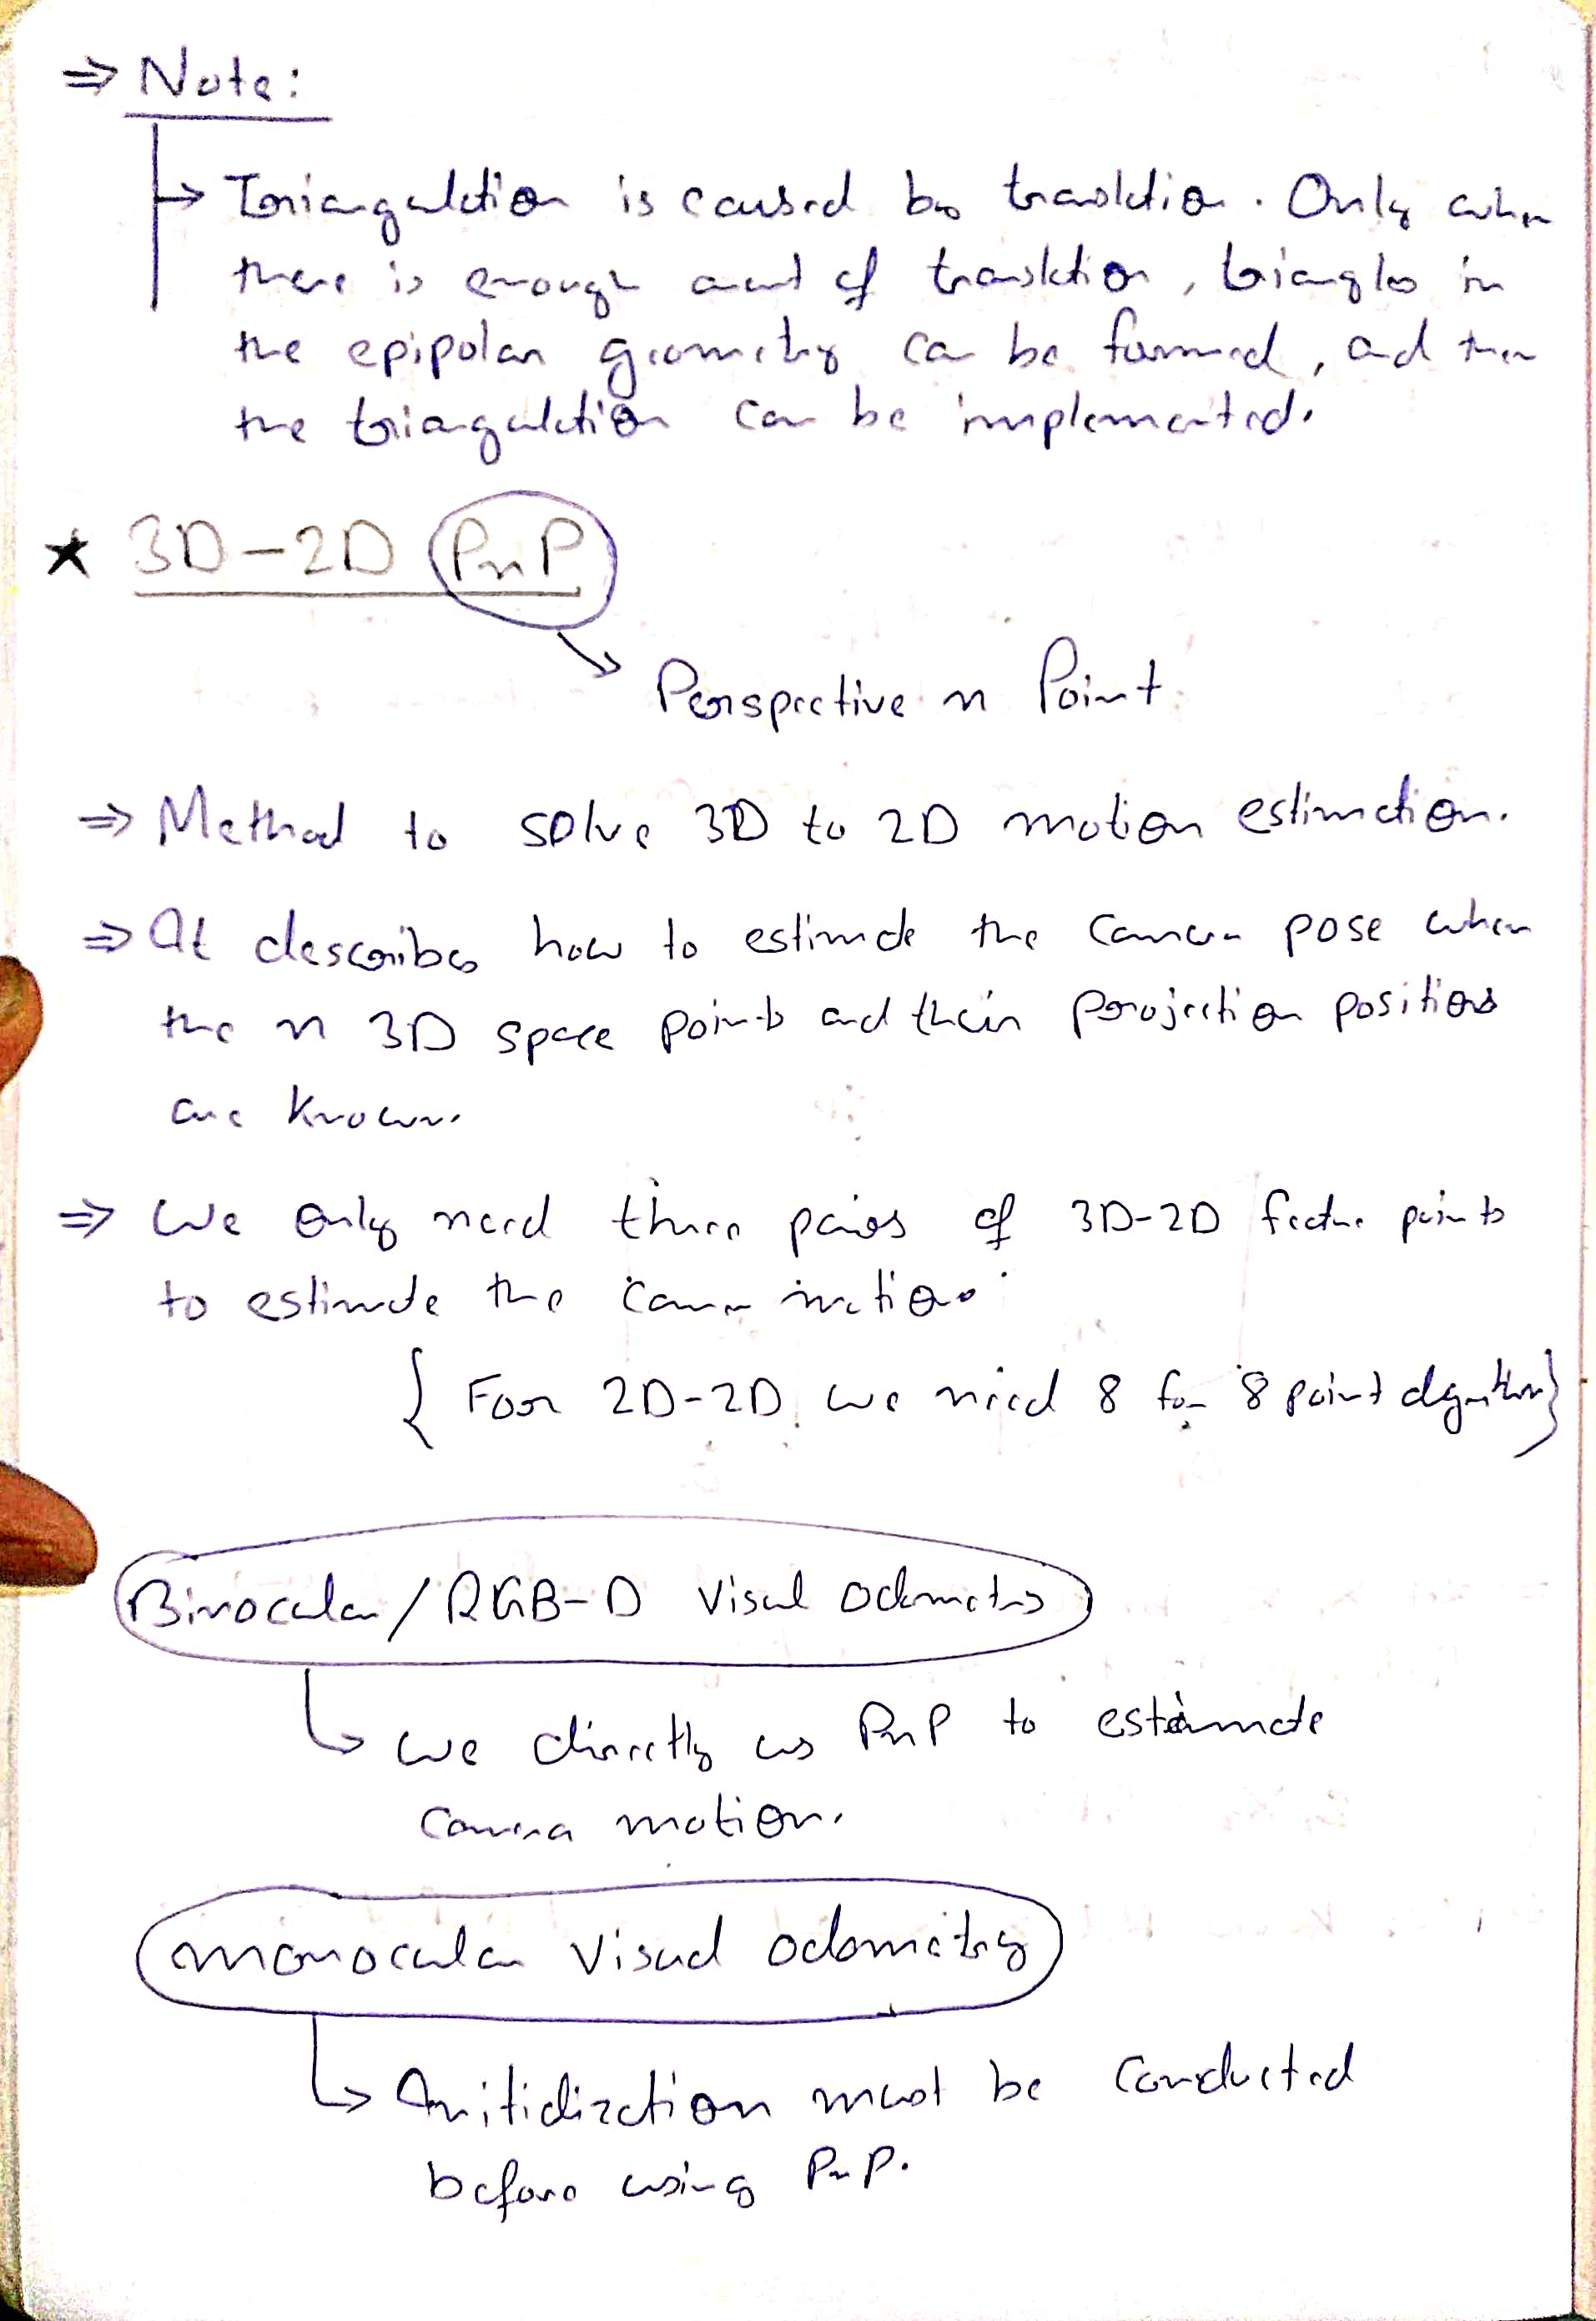 ⇒ Note:
→ Triangulation is caused by translation. Only when
there is enough amount of translation, triangles in
the epipolar geometry can be formed, and then
the triangulation can be implemented.
★ 3D-2D PnP
→ Perspective n Point
⇒ Method to solve 3D to 2D motion estimation.
⇒ It describes how to estimate the camera pose when
the n 3D space points and their projection positions
are known.
⇒ We only need three pairs of 3D-2D feature points
to estimate the camera motion.
{ For 2D-2D we need 8 for 8 point algorithm }
Binocular / RGB-D Visual Odometry
↳ We directly use PnP to estimate
camera motion.
Monocular Visual Odometry
↳ Initialization must be conducted
before using PnP.